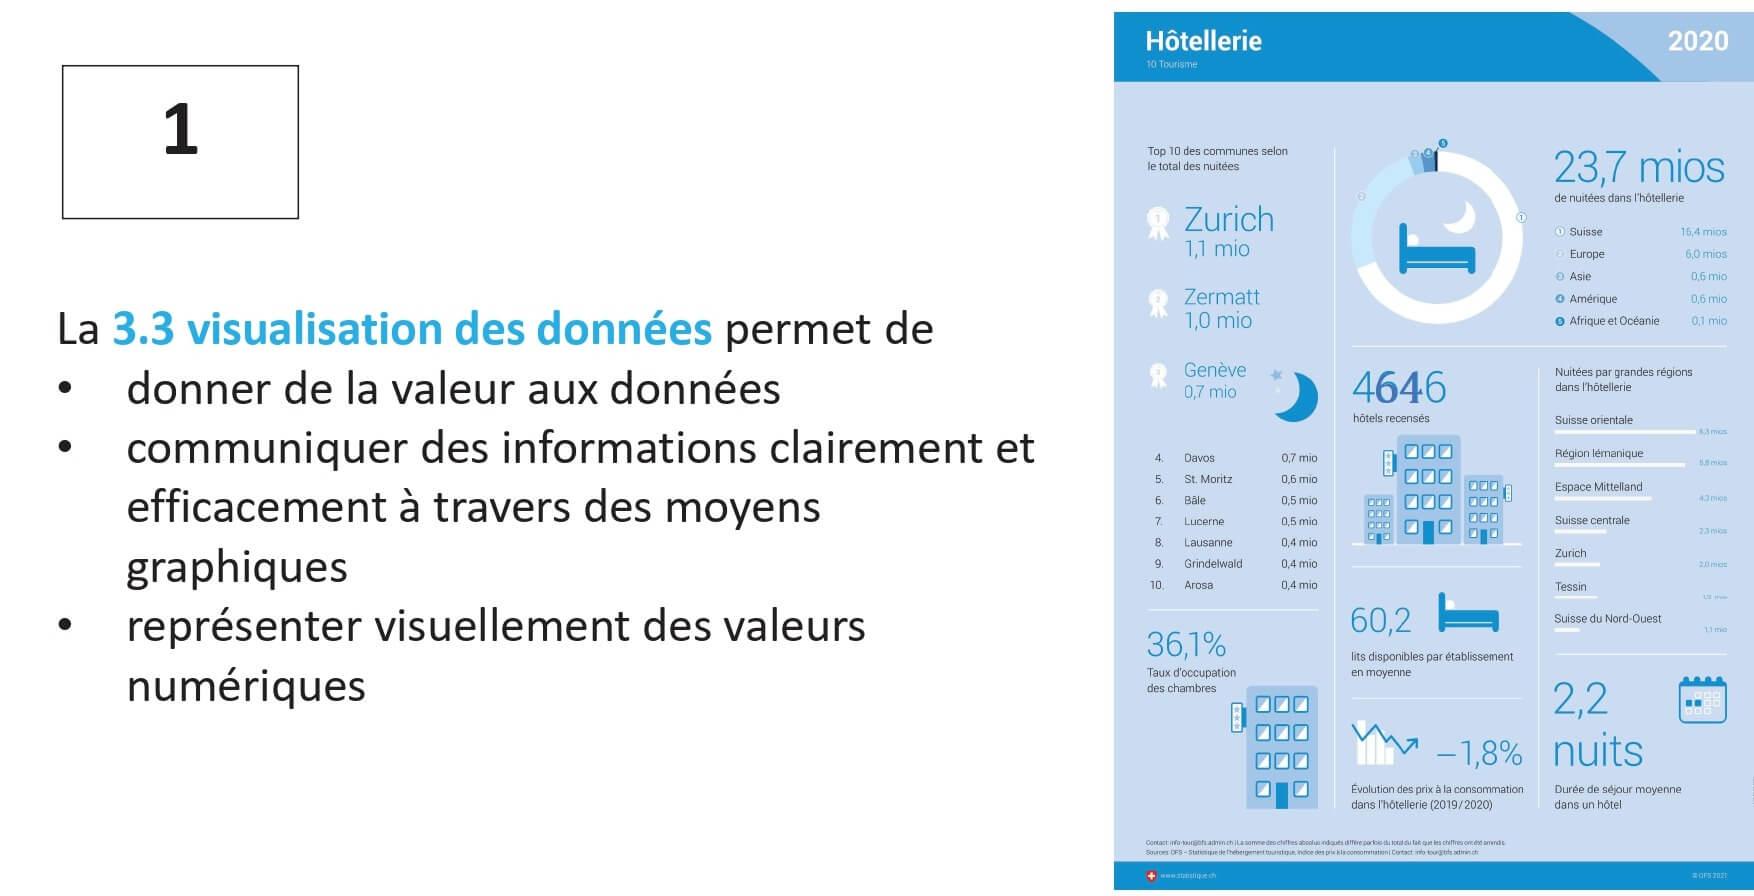 1
La 3.3 visualisation des données permet de
• donner de la valeur aux données
• communiquer des informations clairement et
efficacement à travers des moyens
graphiques
• représenter visuellement des valeurs
numériques
Hôtellerie
2020
10 Tourisme
Top 10 des communes selon
le total des nuitées
1
Zurich
1,1 mio
2
Zermatt
1,0 mio
3
Genève
0,7 mio
4. Davos 0,7 mio
5. St. Moritz 0,6 mio
6. Bâle 0,5 mio
7. Lucerne 0,5 mio
8. Lausanne 0,4 mio
9. Grindelwald 0,4 mio
10. Arosa 0,4 mio
36,1%
Taux d'occupation
des chambres
1
2
3
4
5
23,7 mios
de nuitées dans l'hôtellerie
1 Suisse 16,4 mios
2 Europe 6,0 mios
3 Asie 0,6 mio
4 Amérique 0,6 mio
5 Afrique et Océanie 0,1 mio
4646
hôtels recensés
60,2
lits disponibles par établissement
en moyenne
–1,8%
Évolution des prix à la consommation
dans l'hôtellerie (2019/2020)
Nuitées par grandes régions
dans l'hôtellerie
Suisse orientale
6,3 mios
Région lémanique
5,8 mios
Espace Mittelland
4,3 mios
Suisse centrale
2,3 mios
Zurich
2,0 mios
Tessin
Suisse du Nord-Ouest
1,1 mio
2,2
nuits
Durée de séjour moyenne
dans un hôtel
Contact: info-tour@bfs.admin.ch | La somme des chiffres absolus indiqués diffère parfois du total du fait que les chiffres ont été arrondis.
Sources: OFS – Statistique de l'hébergement touristique, Indice des prix à la consommation | Contact: info-tour@bfs.admin.ch
www.statistique.ch
© OFS 2021